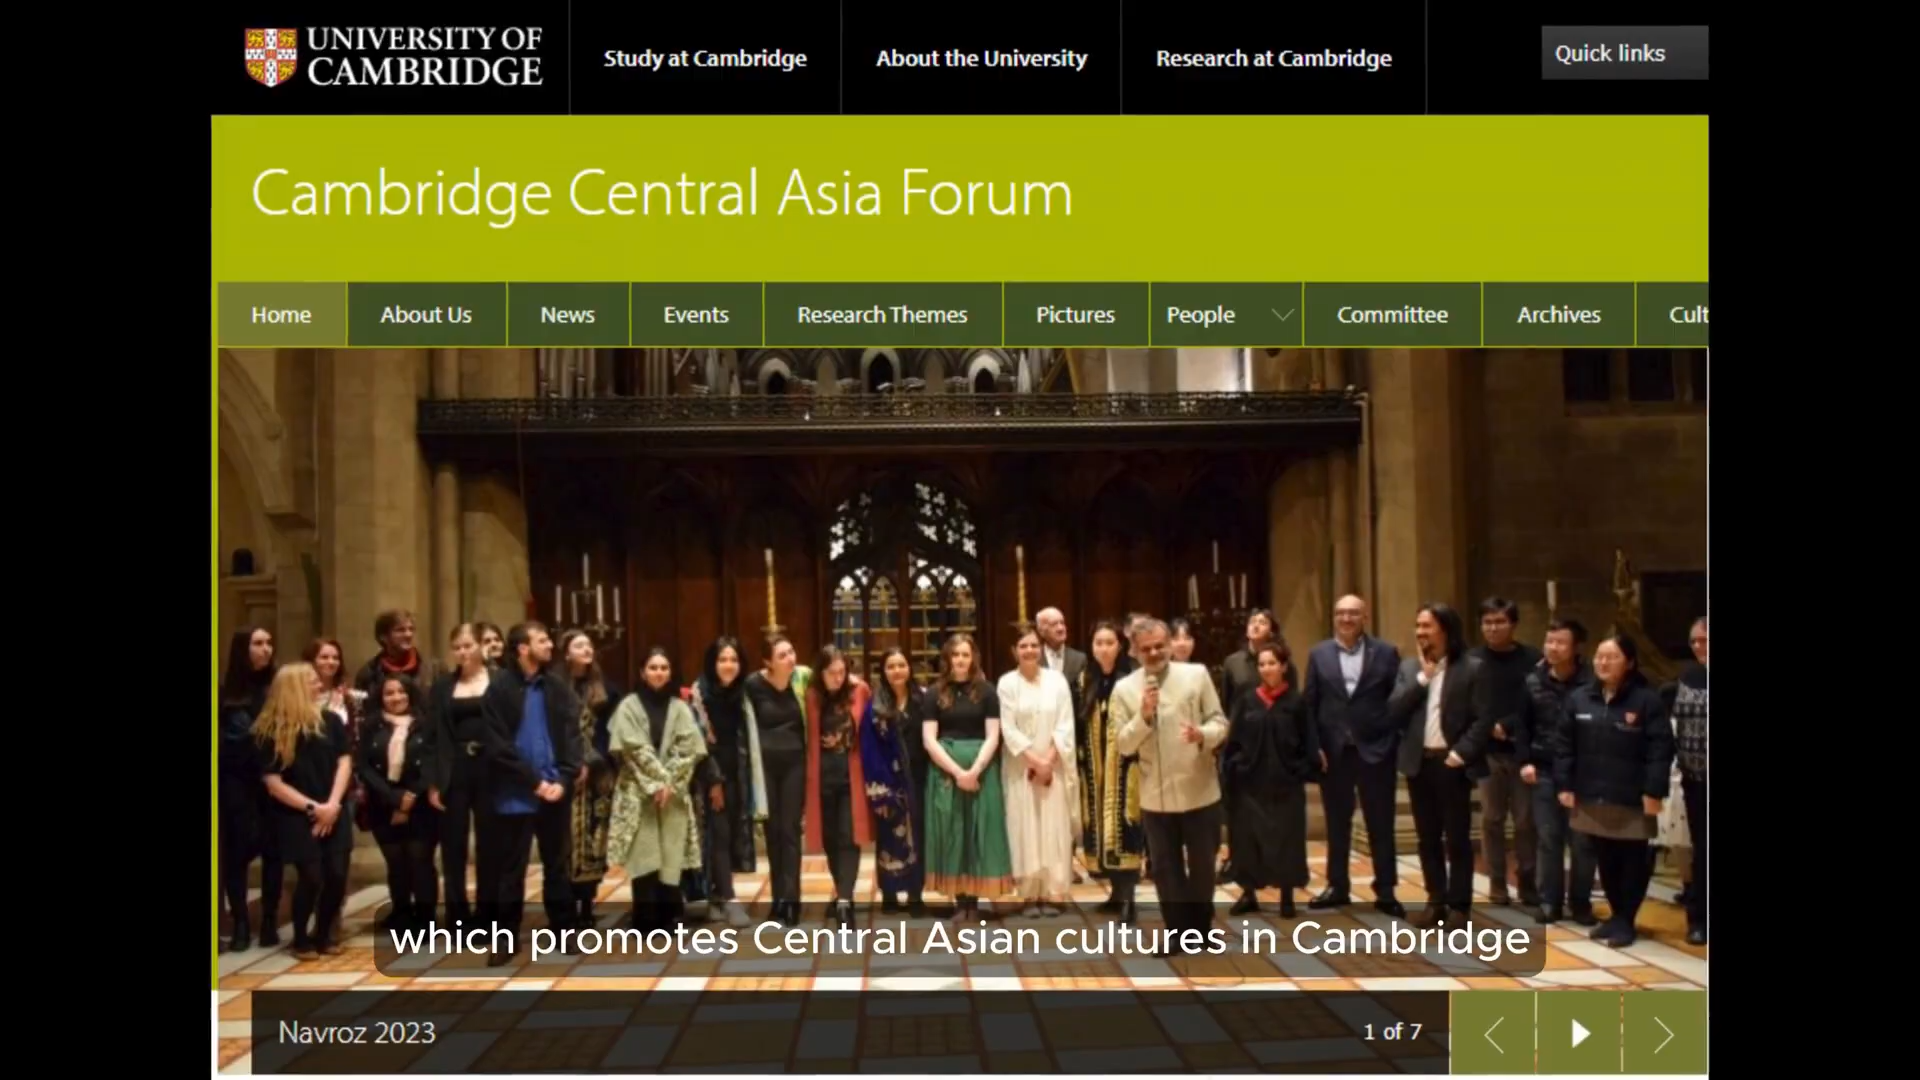 UNIVERSITY OF
CAMBRIDGE
Study at Cambridge
About the University
Research at Cambridge
Quick links
Cambridge Central Asia Forum
Home
About Us
News
Events
Research Themes
Pictures
People
Committee
Archives
Cult
which promotes Central Asian cultures in Cambridge
Navroz 2023
1 of 7